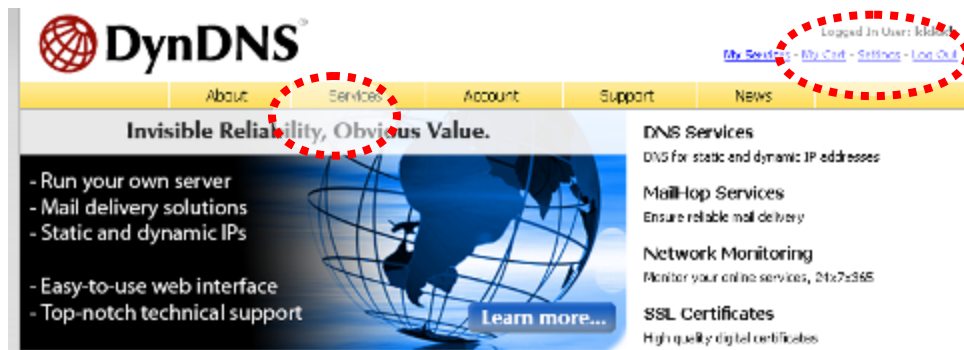 DynDNS
Logged In User:
My Services - My Cart - Settings - Log Out
About Services Account Support News
Invisible Reliability, Obvious Value.
- Run your own server
- Mail delivery solutions
- Static and dynamic IPs
- Easy-to-use web interface
- Top-notch technical support
Learn more...
DNS Services
DNS for static and dynamic IP addresses
MailHop Services
Ensure reliable mail delivery
Network Monitoring
Monitor your online services, 24x7x365
SSL Certificates
High quality digital certificates